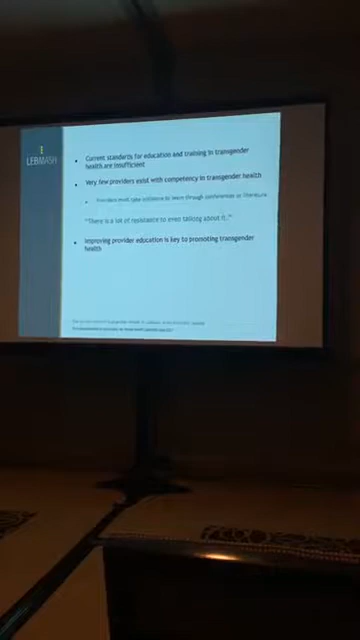 LEBMASH
Current standards for education and training in transgender
health are insufficient
Very few providers exist with competency in transgender health
Providers must take initiative to learn through conferences or literature
"There is a lot of resistance to even talking about it."
Improving provider education is key to promoting transgender
health